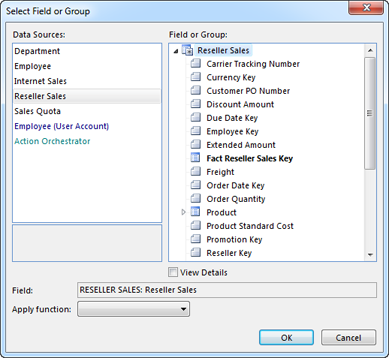 Select Field or Group
Data Sources:
Department
Employee
Internet Sales
Reseller Sales
Sales Quota
Employee (User Account)
Action Orchestrator
Field or Group:
Reseller Sales
Carrier Tracking Number
Currency Key
Customer PO Number
Discount Amount
Due Date Key
Employee Key
Extended Amount
Fact Reseller Sales Key
Freight
Order Date Key
Order Quantity
Product
Product Standard Cost
Promotion Key
Reseller Key
View Details
Field:
RESELLER SALES: Reseller Sales
Apply function:
OK
Cancel